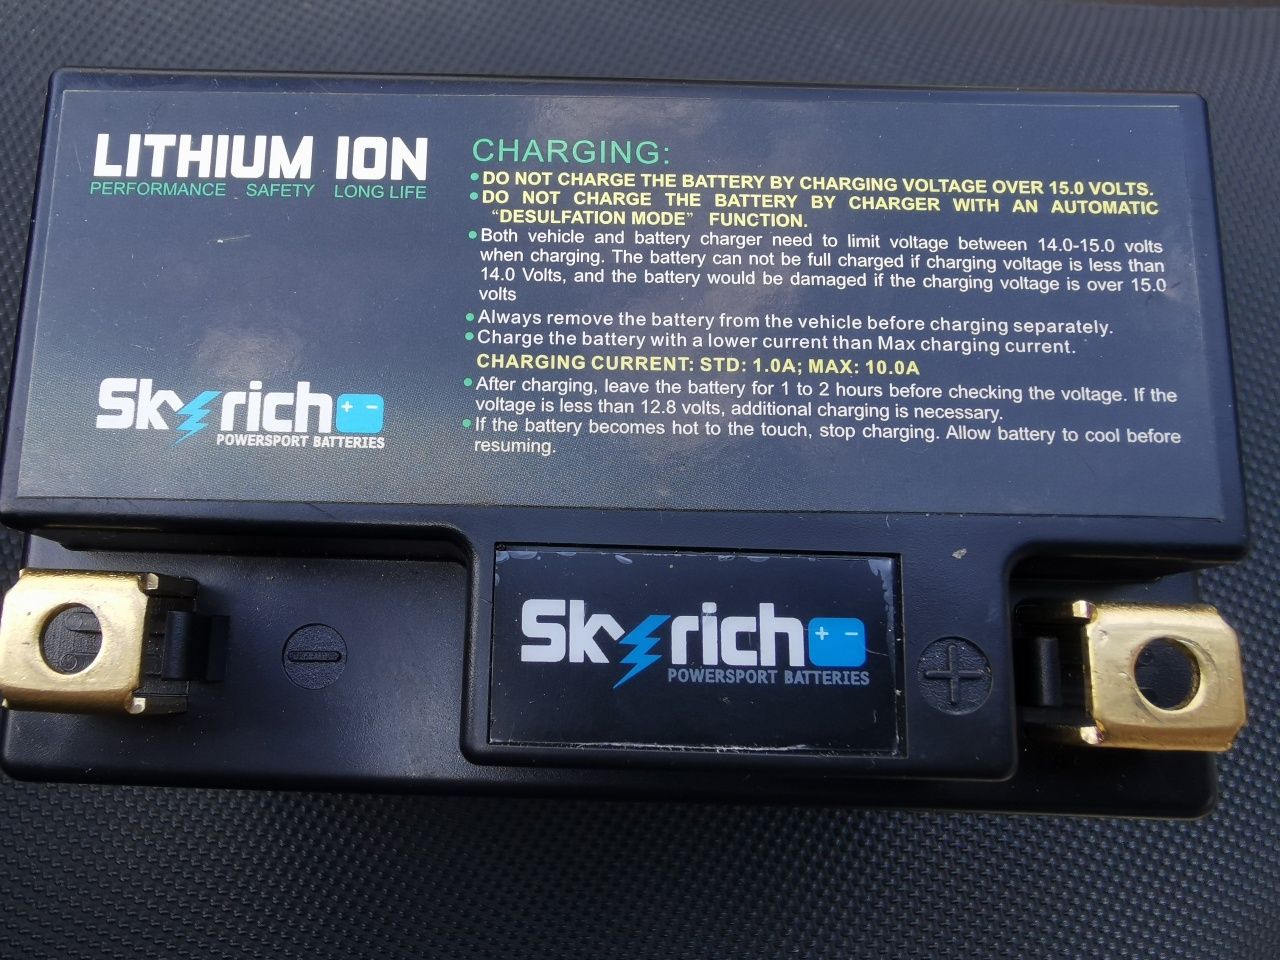 LITHIUM ION
PERFORMANCE SAFETY LONG LIFE
Skyrich + −
POWERSPORT BATTERIES
CHARGING:
• DO NOT CHARGE THE BATTERY BY CHARGING VOLTAGE OVER 15.0 VOLTS.
• DO NOT CHARGE THE BATTERY BY CHARGER WITH AN AUTOMATIC
“DESULFATION MODE” FUNCTION.
• Both vehicle and battery charger need to limit voltage between 14.0-15.0 volts
when charging. The battery can not be full charged if charging voltage is less than
14.0 Volts, and the battery would be damaged if the charging voltage is over 15.0
volts
• Always remove the battery from the vehicle before charging separately.
• Charge the battery with a lower current than Max charging current.
CHARGING CURRENT: STD: 1.0A; MAX: 10.0A
• After charging, leave the battery for 1 to 2 hours before checking the voltage. If the
voltage is less than 12.8 volts, additional charging is necessary.
• If the battery becomes hot to the touch, stop charging. Allow battery to cool before
resuming.
−
Skyrich + −
POWERSPORT BATTERIES
+